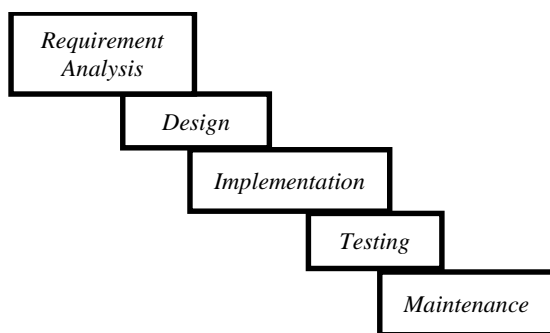 Requirement
Analysis
Design
Implementation
Testing
Maintenance